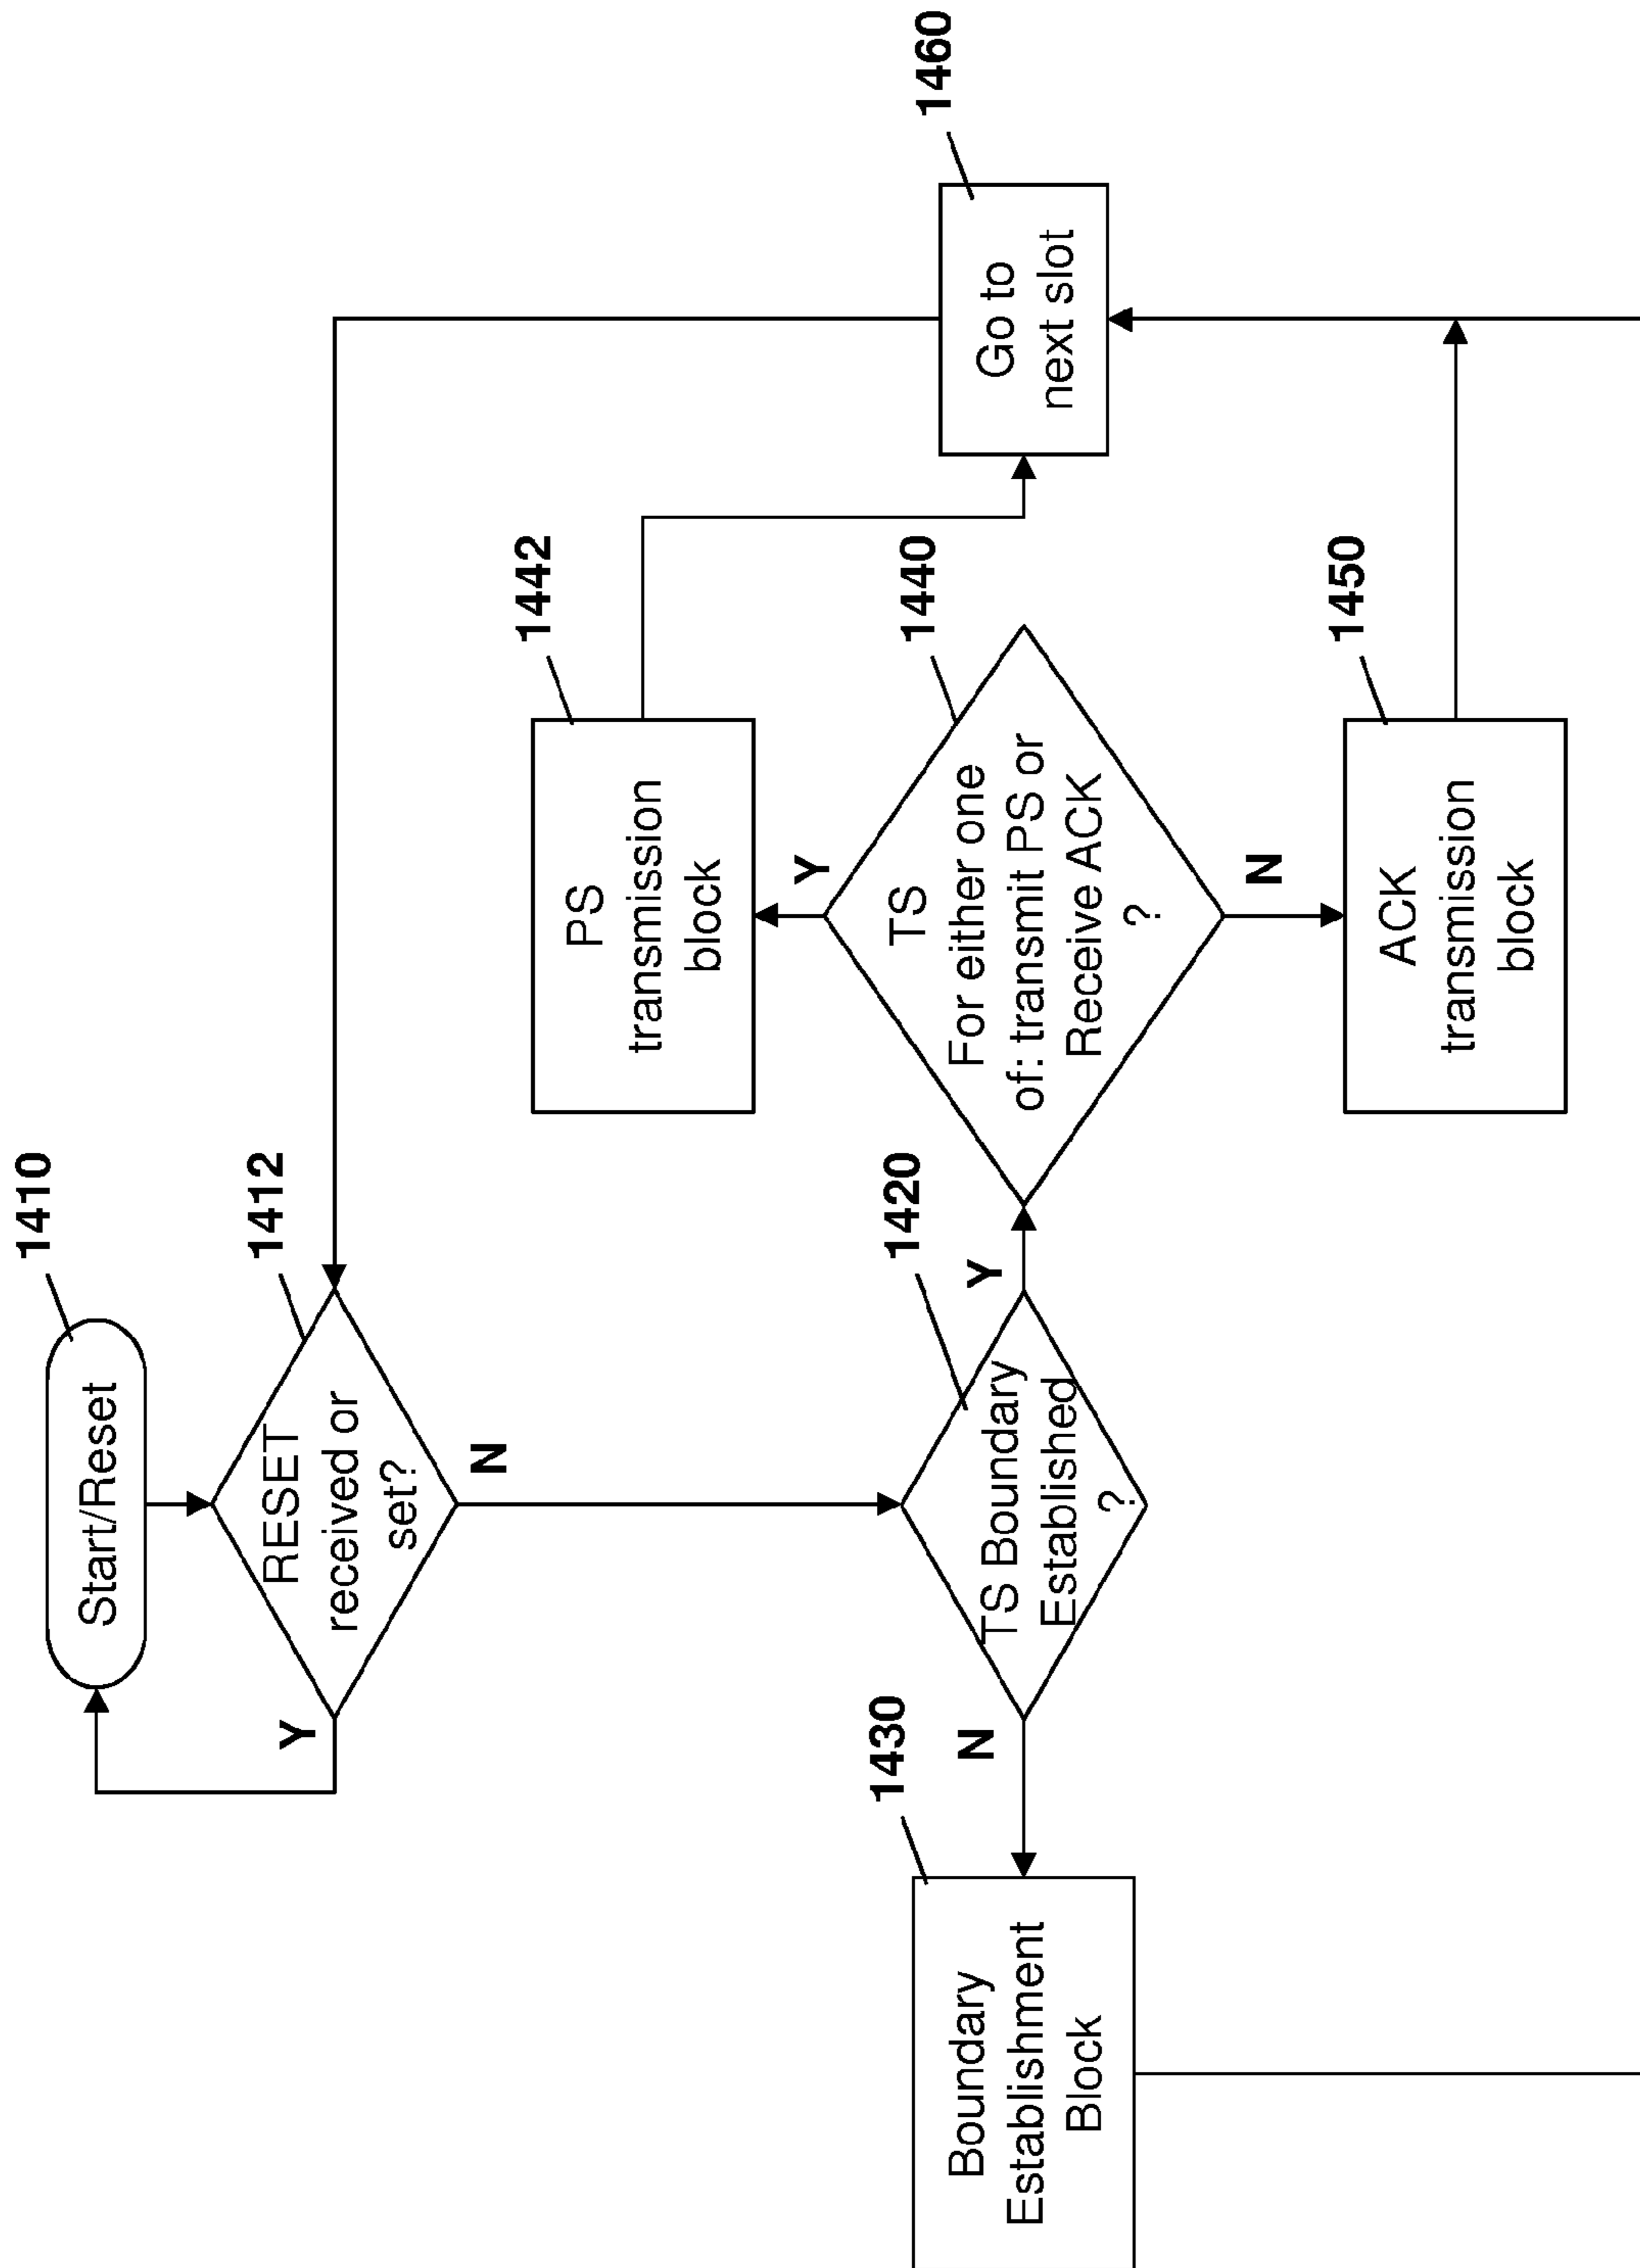 1410
Start/Reset
1412
RESET
received or
set?
Y
N
1420
TS Boundary
Established
?
N
Y
1430
Boundary
Establishment
Block
1440
TS
For either one
of: transmit PS or
Receive ACK
?
Y
N
1442
PS
transmission
block
1450
ACK
transmission
block
1460
Go to
next slot